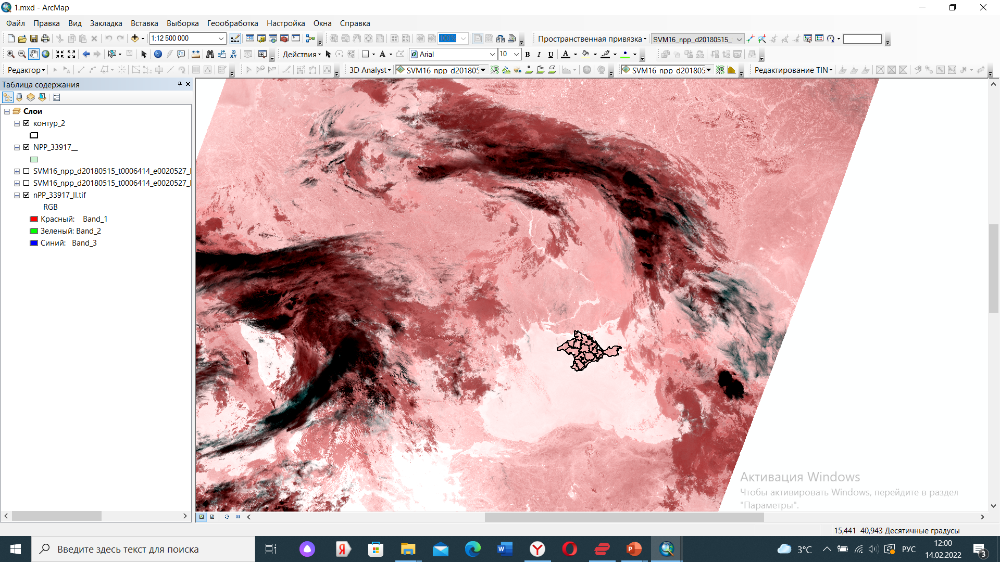 1.mxd - ArcMap
Файл Правка Вид Закладка Вставка Выборка Геообработка Настройка Окна Справка
1:12 500 000
100%
Пространственная привязка
SVM16_npp_d20180515_
Действия
Arial
10
B I U A
Редактор
3D Analyst
SVM16_npp_d201805
SVM16_npp_d201805
Редактирование TIN
Таблица содержания
Слои
контур_2
NPP_33917__
SVM16_npp_d20180515_t0006414_e0020527_
SVM16_npp_d20180515_t0006414_e0020527_
nPP_33917_II.tif
RGB
Красный: Band_1
Зеленый: Band_2
Синий: Band_3
Активация Windows
Чтобы активировать Windows, перейдите в раздел
"Параметры".
15,441 40,943 Десятичные градусы
Введите здесь текст для поиска
3°C
РУС
12:00
14.02.2022
3